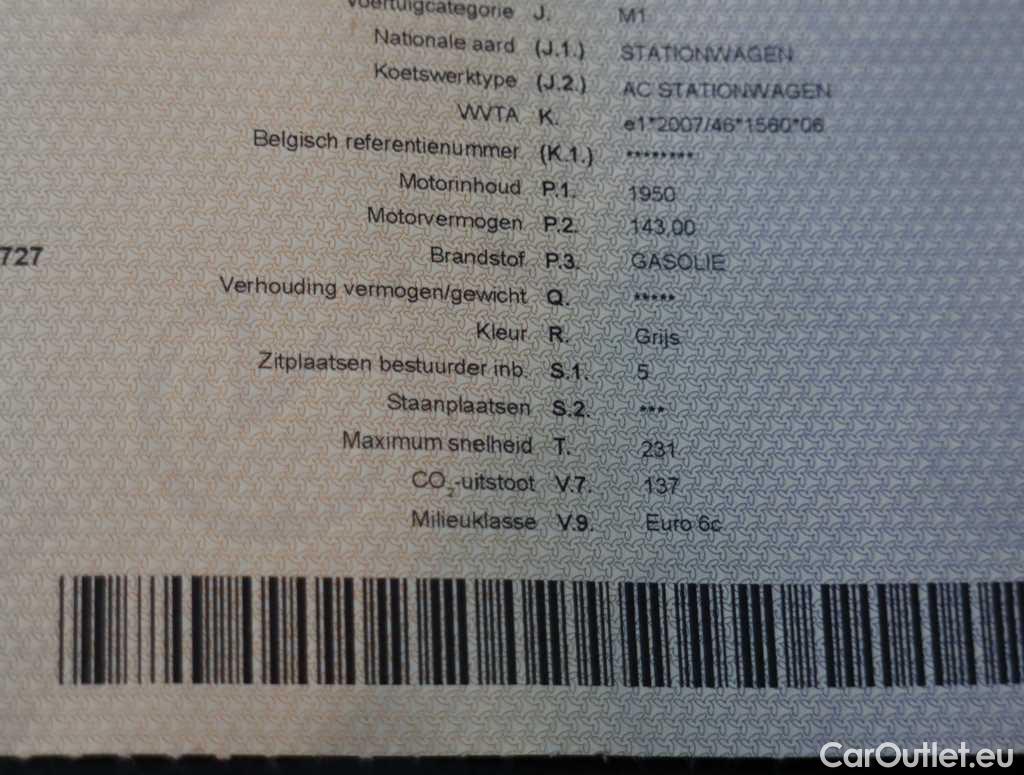 Voertuigcategorie J. M1
Nationale aard (J.1.) STATIONWAGEN
Koetswerktype (J.2.) AC STATIONWAGEN
WVTA K. e1*2007/46*1560*06
Belgisch referentienummer (K.1.) ********
Motorinhoud P.1. 1950
Motorvermogen P.2. 143,00
727
Brandstof P.3. GASOLIE
Verhouding vermogen/gewicht Q. *****
Kleur R. Grijs
Zitplaatsen bestuurder inb. S.1. 5
Staanplaatsen S.2. ***
Maximum snelheid T. 231
CO₂-uitstoot V.7. 137
Milieuklasse V.9. Euro 6c
CarOutlet.eu